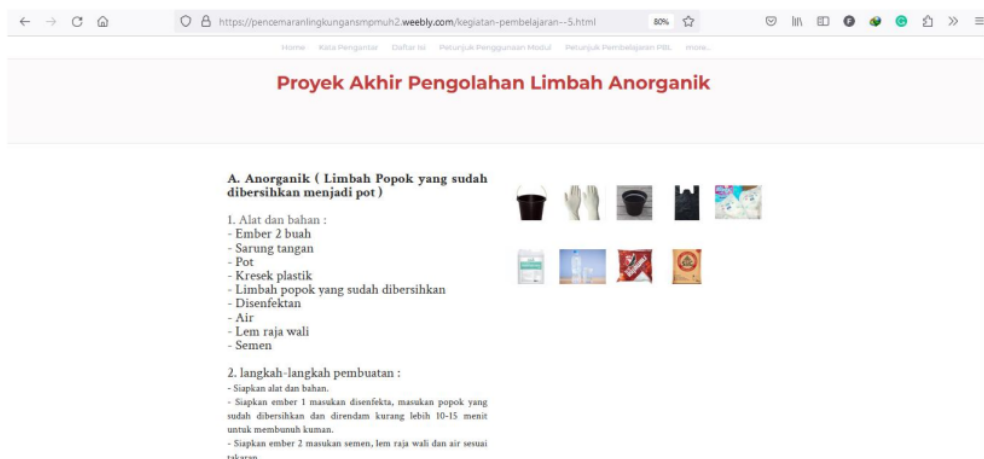 https://pencemaranlingkungansmpmuh2.weebly.com/kegiatan-pembelajaran--5.html
80%
Home Kata Pengantar Daftar Isi Petunjuk Penggunaan Modul Petunjuk Pembelajaran PBL more...
Proyek Akhir Pengolahan Limbah Anorganik
A. Anorganik ( Limbah Popok yang sudah
dibersihkan menjadi pot )
1. Alat dan bahan :
- Ember 2 buah
- Sarung tangan
- Pot
- Kresek plastik
- Limbah popok yang sudah dibersihkan
- Disenfektan
- Air
- Lem raja wali
- Semen
2. langkah-langkah pembuatan :
- Siapkan alat dan bahan.
- Siapkan ember 1 masukan disenfekta, masukan popok yang
sudah dibersihkan dan direndam kurang lebih 10-15 menit
untuk membunuh kuman.
- Siapkan ember 2 masukan semen, lem raja wali dan air sesuai
takaran.